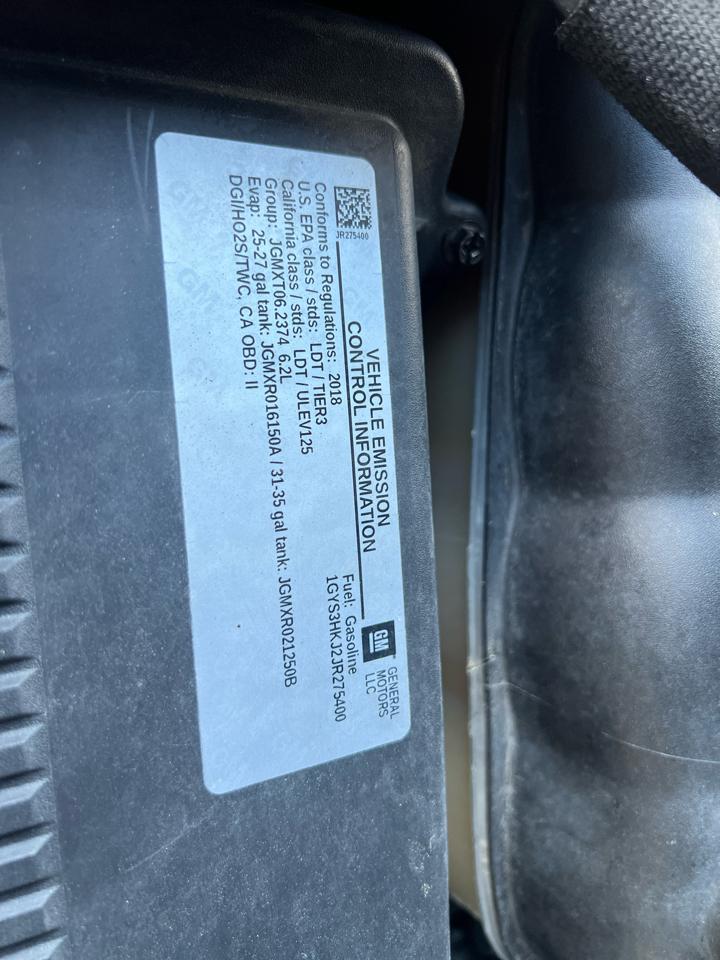 JR275400
VEHICLE EMISSION
CONTROL INFORMATION
GM
GENERAL
MOTORS
LLC
Conforms to Regulations: 2018
Fuel: Gasoline
U.S. EPA class / stds: LDT / TIER3
1GYS3HKJ2JR275400
California class / stds: LDT / ULEV125
Group: JGMXT06.2374 6.2L
Evap: 25-27 gal tank: JGMXR016150A / 31-35 gal tank: JGMXR021250B
DGI/HO2S/TWC, CA OBD: II